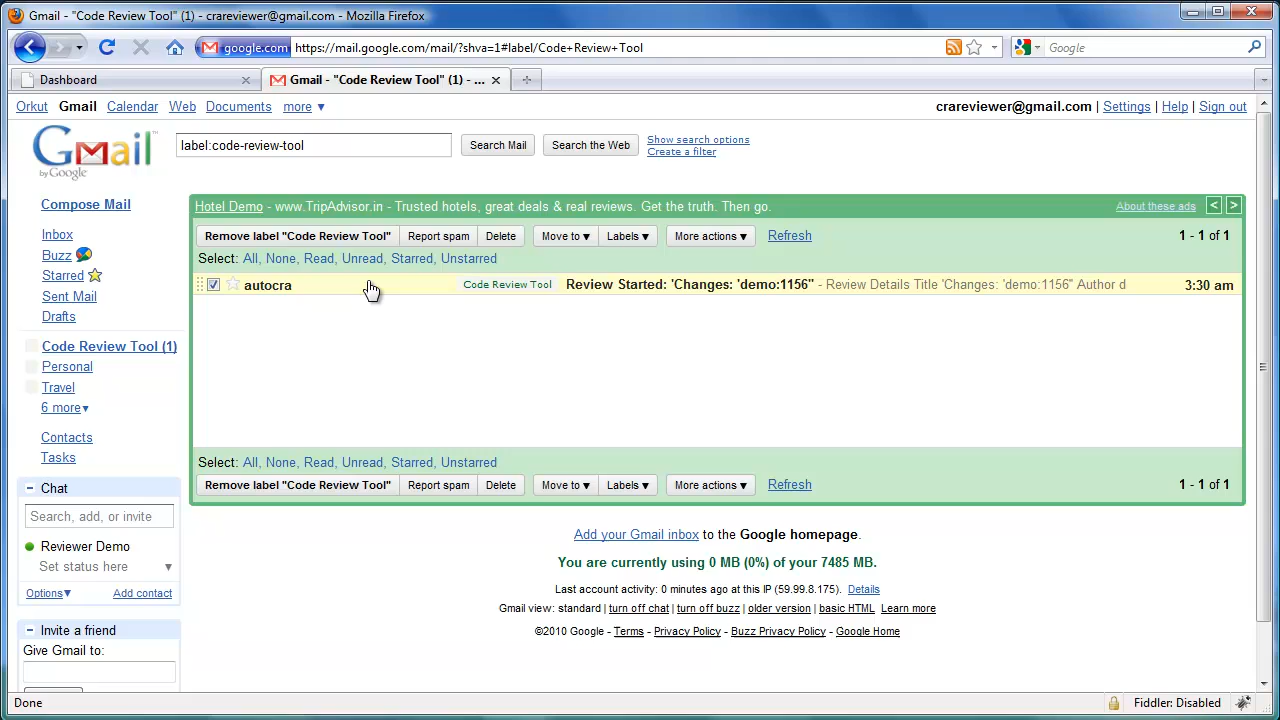 Gmail - "Code Review Tool" (1) - crareviewer@gmail.com - Mozilla Firefox
google.com https://mail.google.com/mail/?shva=1#label/Code+Review+Tool Google
Dashboard Gmail - "Code Review Tool" (1) - ...
Orkut Gmail Calendar Web Documents more ▼ crareviewer@gmail.com | Settings | Help | Sign out
Gmail by Google
label:code-review-tool Search Mail Search the Web Show search options
Create a filter
Compose Mail
Inbox
Buzz
Starred
Sent Mail
Drafts
Code Review Tool (1)
Personal
Travel
6 more▼
Contacts
Tasks
− Chat
Search, add, or invite
Reviewer Demo
Set status here ▼
Options▼ Add contact
− Invite a friend
Give Gmail to:
Hotel Demo - www.TripAdvisor.in - Trusted hotels, great deals & real reviews. Get the truth. Then go. About these ads < >
Remove label "Code Review Tool" Report spam Delete Move to ▼ Labels ▼ More actions ▼ Refresh 1 - 1 of 1
Select: All, None, Read, Unread, Starred, Unstarred
autocra Code Review Tool Review Started: 'Changes: 'demo:1156'' - Review Details Title 'Changes: 'demo:1156'' Author d 3:30 am
Select: All, None, Read, Unread, Starred, Unstarred
Remove label "Code Review Tool" Report spam Delete Move to ▼ Labels ▼ More actions ▼ Refresh 1 - 1 of 1
Add your Gmail inbox to the Google homepage.
You are currently using 0 MB (0%) of your 7485 MB.
Last account activity: 0 minutes ago at this IP (59.99.8.175). Details
Gmail view: standard | turn off chat | turn off buzz | older version | basic HTML Learn more
©2010 Google - Terms - Privacy Policy - Buzz Privacy Policy - Google Home
Done Fiddler: Disabled